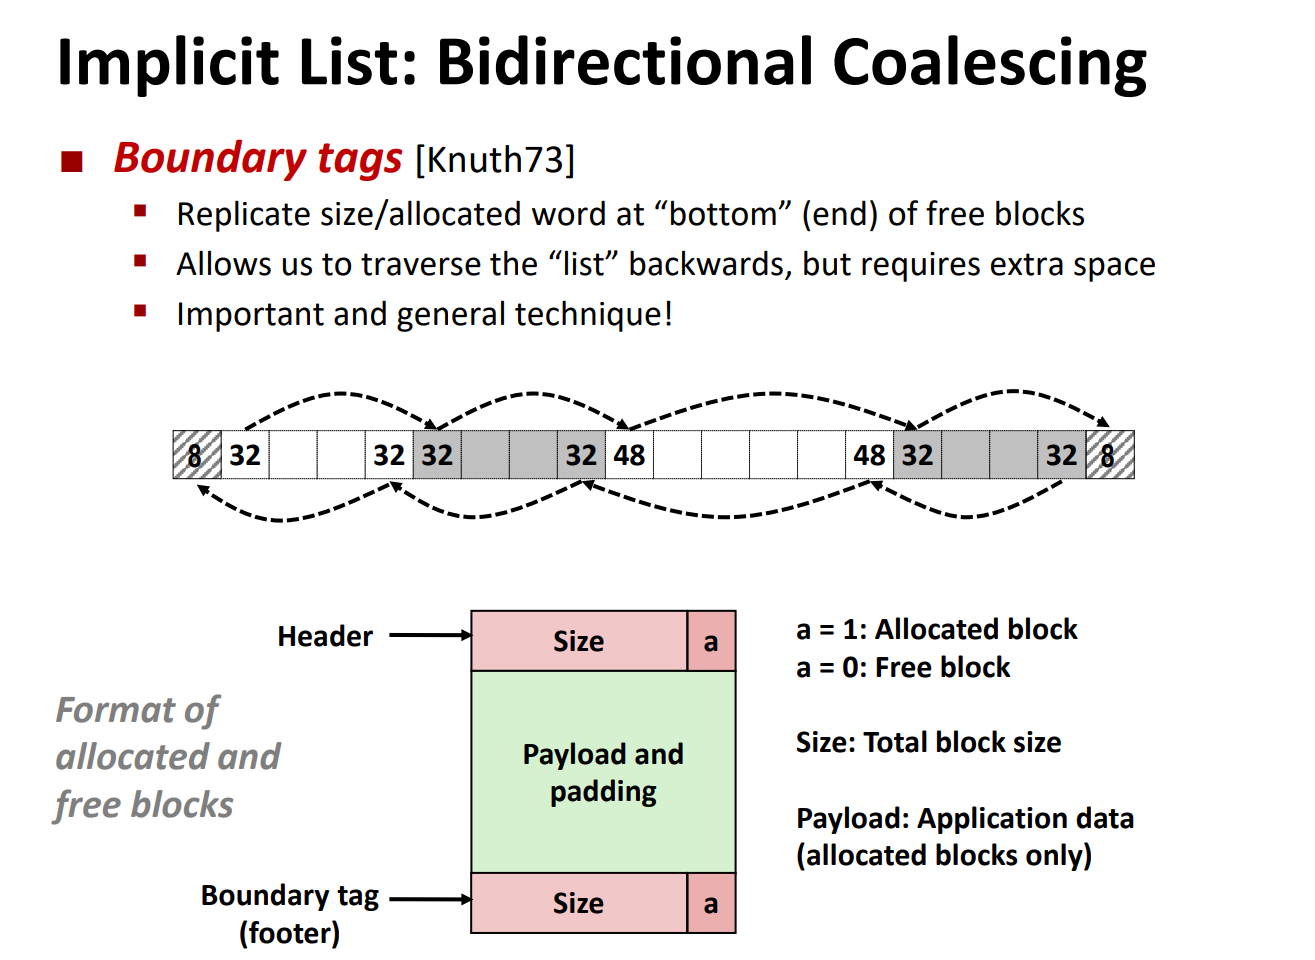 Implicit List: Bidirectional Coalescing
■ Boundary tags [Knuth73]
▪ Replicate size/allocated word at “bottom” (end) of free blocks
▪ Allows us to traverse the “list” backwards, but requires extra space
▪ Important and general technique!
8 32 32 32 32 48 48 32 32 8
Header
Size a
Payload and
padding
Boundary tag
(footer)
Size a
Format of
allocated and
free blocks
a = 1: Allocated block
a = 0: Free block
Size: Total block size
Payload: Application data
(allocated blocks only)